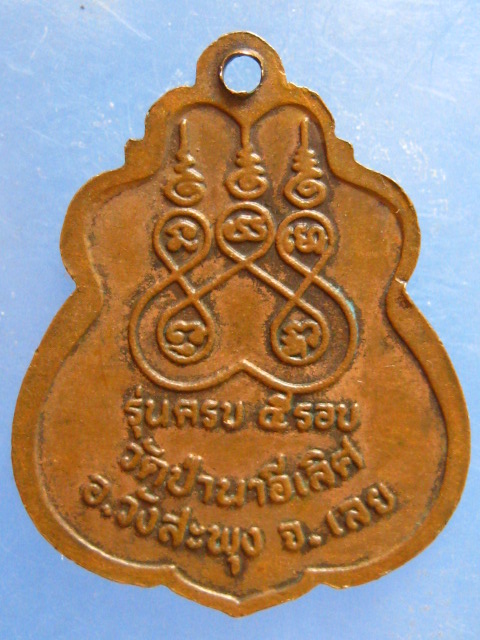 รุ่นครบ ๕ รอบ
วัดป่านาอีเลิศ
อ.วังสะพุง จ.เลย